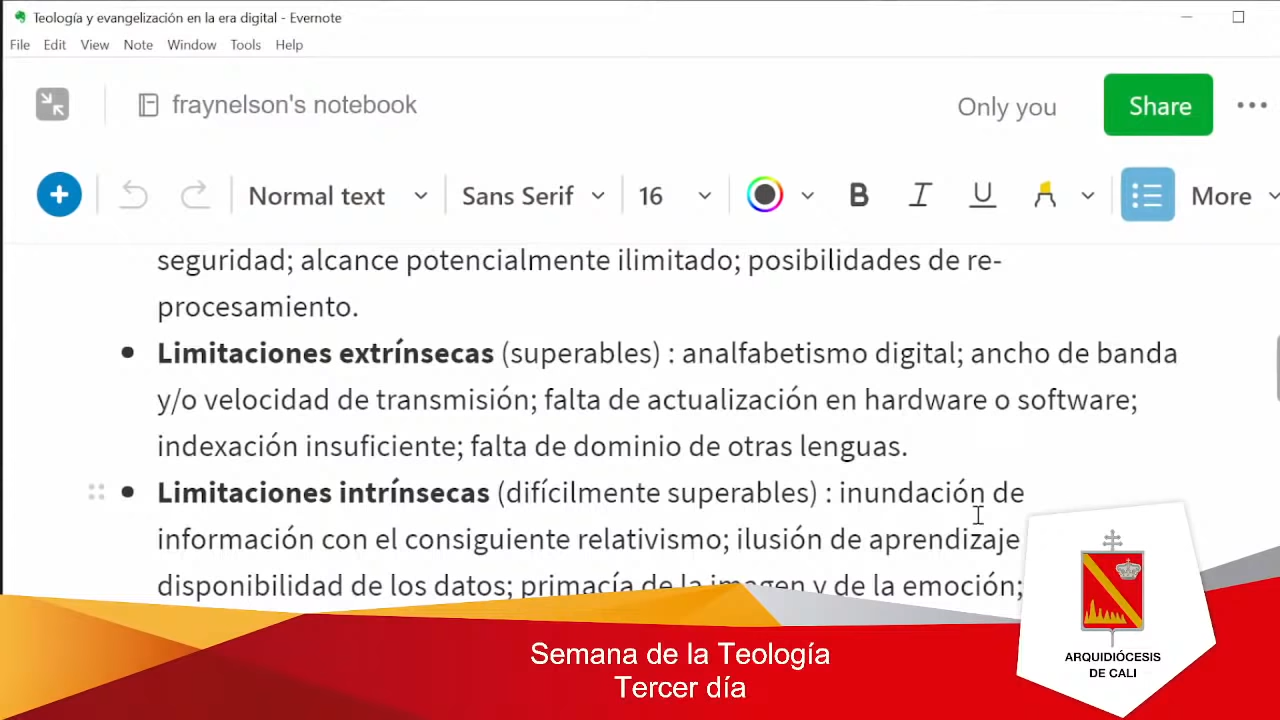 Teología y evangelización en la era digital - Evernote
File Edit View Note Window Tools Help
fraynelson's notebook
Only you
Share
Normal text
Sans Serif
16
B I U
More
seguridad; alcance potencialmente ilimitado; posibilidades de re-
procesamiento.
Limitaciones extrínsecas (superables) : analfabetismo digital; ancho de banda
y/o velocidad de transmisión; falta de actualización en hardware o software;
indexación insuficiente; falta de dominio de otras lenguas.
Limitaciones intrínsecas (difícilmente superables) : inundación de
información con el consiguiente relativismo; ilusión de aprendizaje
disponibilidad de los datos; primacía de la imagen y de la emoción;
Semana de la Teología
Tercer día
ARQUIDIÓCESIS
DE CALI